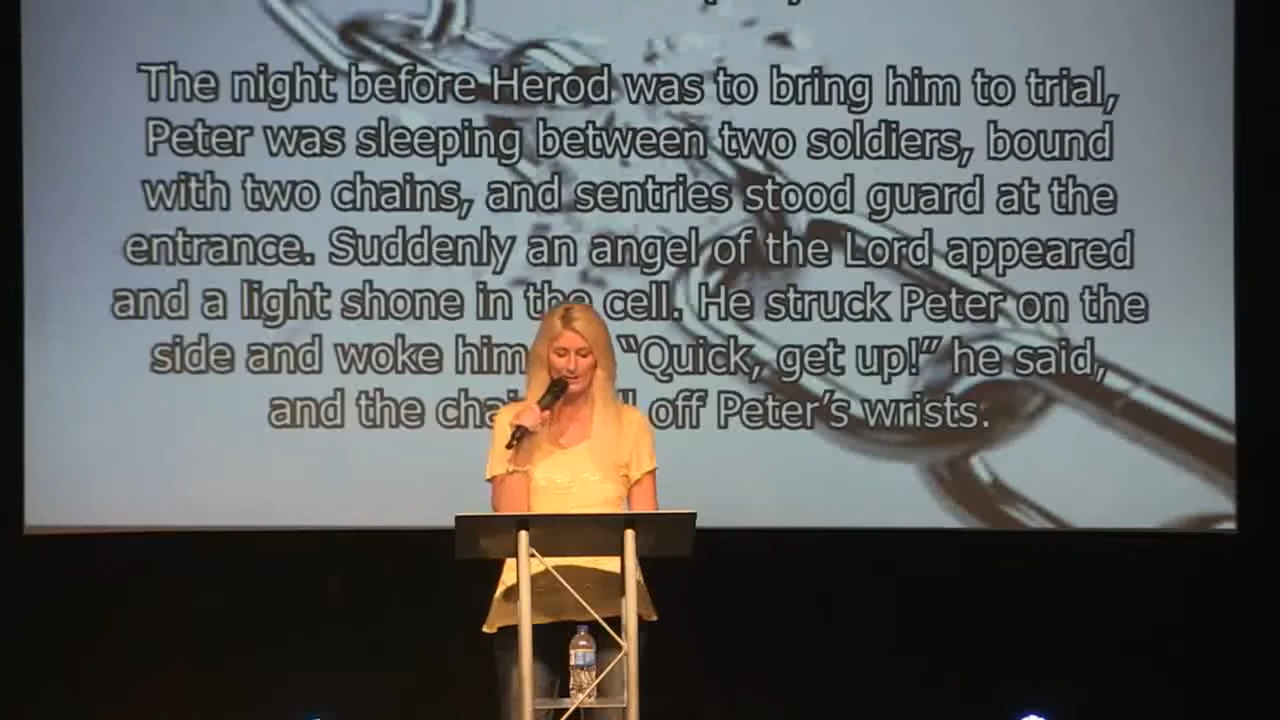 The night before Herod was to bring him to trial,
Peter was sleeping between two soldiers, bound
with two chains, and sentries stood guard at the
entrance. Suddenly an angel of the Lord appeared
and a light shone in the cell. He struck Peter on the
side and woke him “Quick, get up!” he said,
and the off Peter’s wrists.